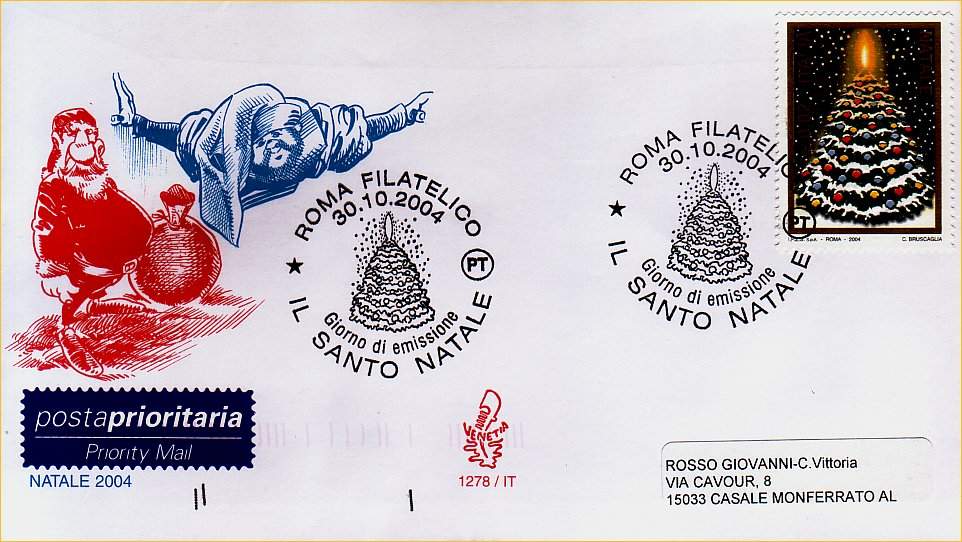 ROMA FILATELICO
30.10.2004
PT
Giorno di emissione
IL SANTO NATALE
ROMA FILATELICO
30.10.2004
PT
Giorno di emissione
IL SANTO NATALE
I.P.Z.S. S.p.A. - ROMA - 2004 C. BRUSCAGLIA
postaprioritaria
Priority Mail
NATALE 2004
VENETIA
1278 / IT
ROSSO GIOVANNI-C.Vittoria
VIA CAVOUR, 8
15033 CASALE MONFERRATO AL